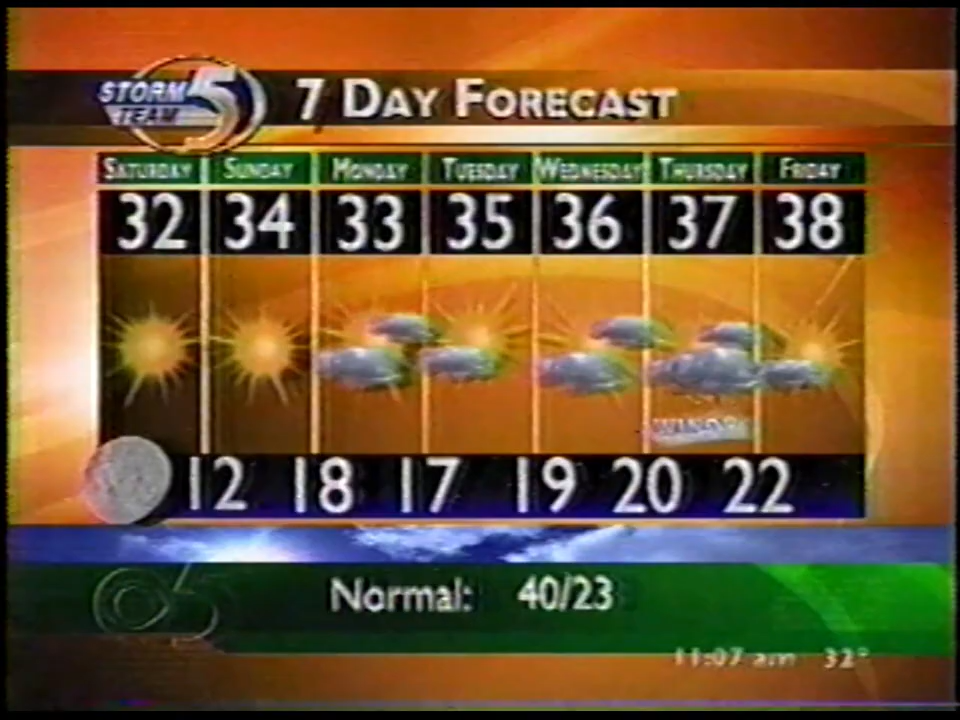 STORM TEAM 5
7 DAY FORECAST
SATURDAY SUNDAY MONDAY TUESDAY WEDNESDAY THURSDAY FRIDAY
32 34 33 35 36 37 38
12 18 17 19 20 22
5
Normal: 40/23
11:07 am 32°